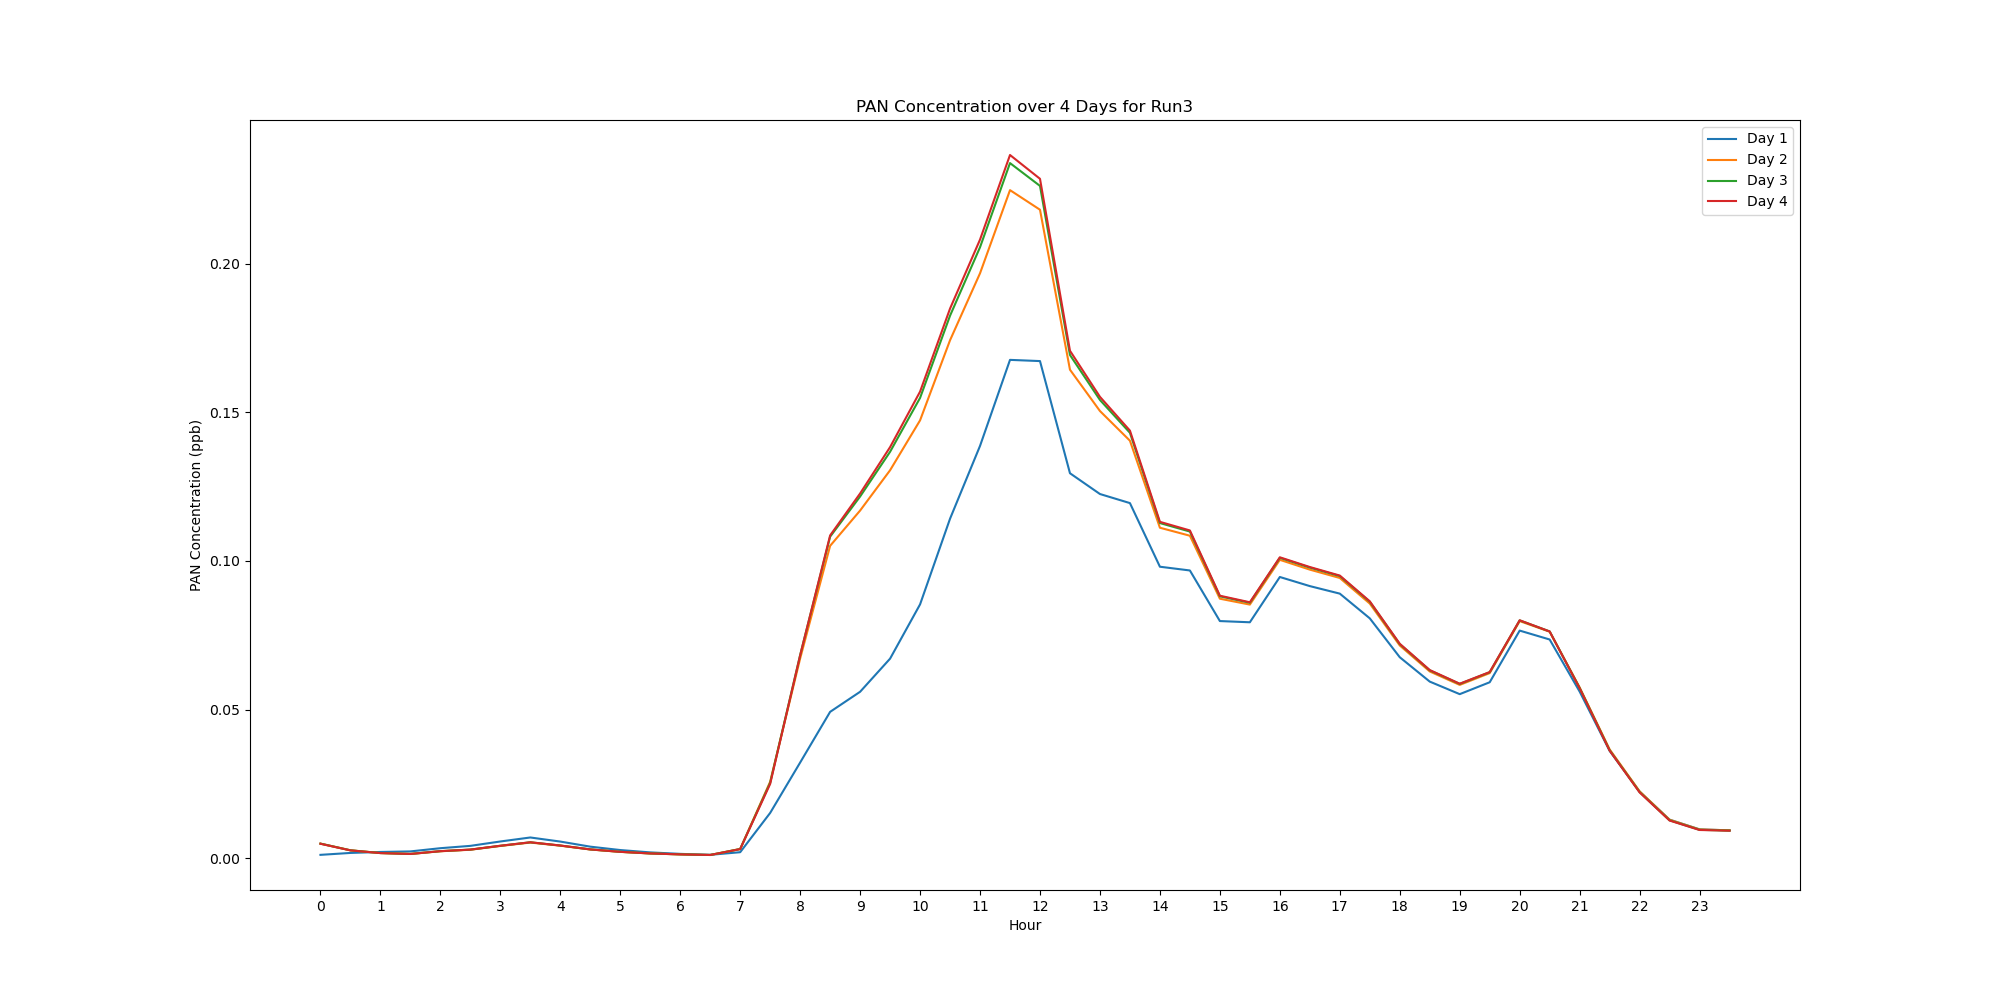 PAN Concentration over 4 Days for Run3
Day 1
Day 2
Day 3
Day 4
PAN Concentration (ppb)
0.20
0.15
0.10
0.05
0.00
0 1 2 3 4 5 6 7 8 9 10 11 12 13 14 15 16 17 18 19 20 21 22 23
Hour